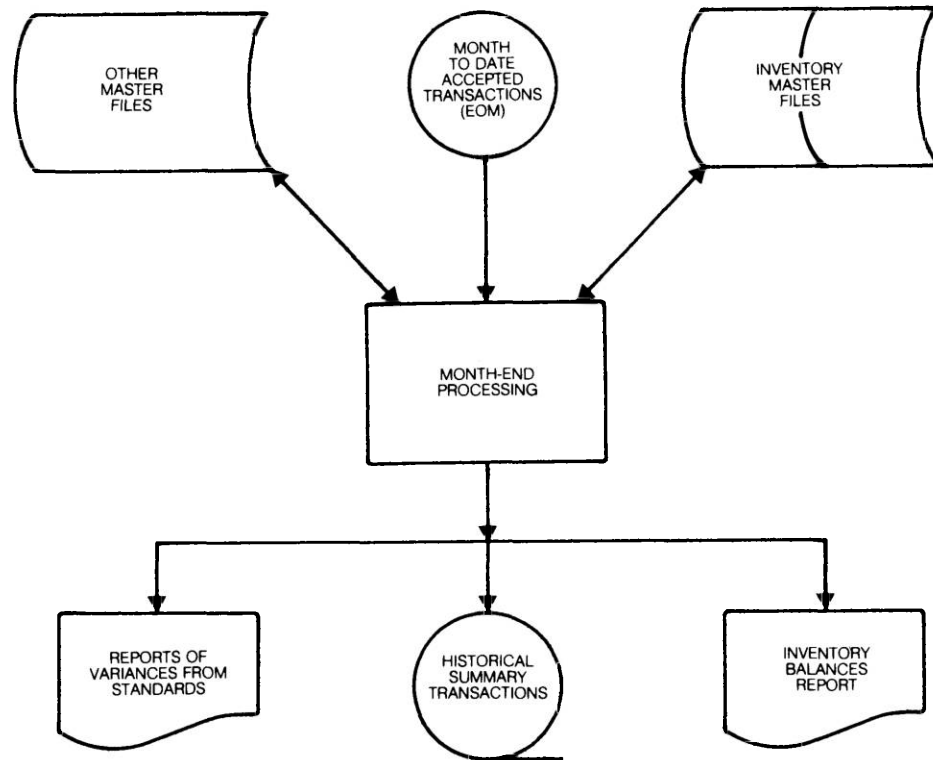 OTHER
MASTER
FILES
MONTH
TO DATE
ACCEPTED
TRANSACTIONS
(EOM)
INVENTORY
MASTER
FILES
MONTH-END
PROCESSING
REPORTS OF
VARIANCES FROM
STANDARDS
HISTORICAL
SUMMARY
TRANSACTIONS
INVENTORY
BALANCES
REPORT